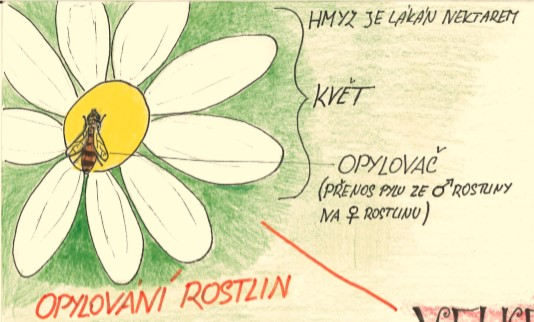 HMYZ JE LÁKÁN NEKTAREM
KVĚT
OPYLOVAČ
(PŘENOS PYLU ZE ♂ ROSTLINY
NA ♀ ROSTLINU)
OPYLOVÁNÍ ROSTLIN